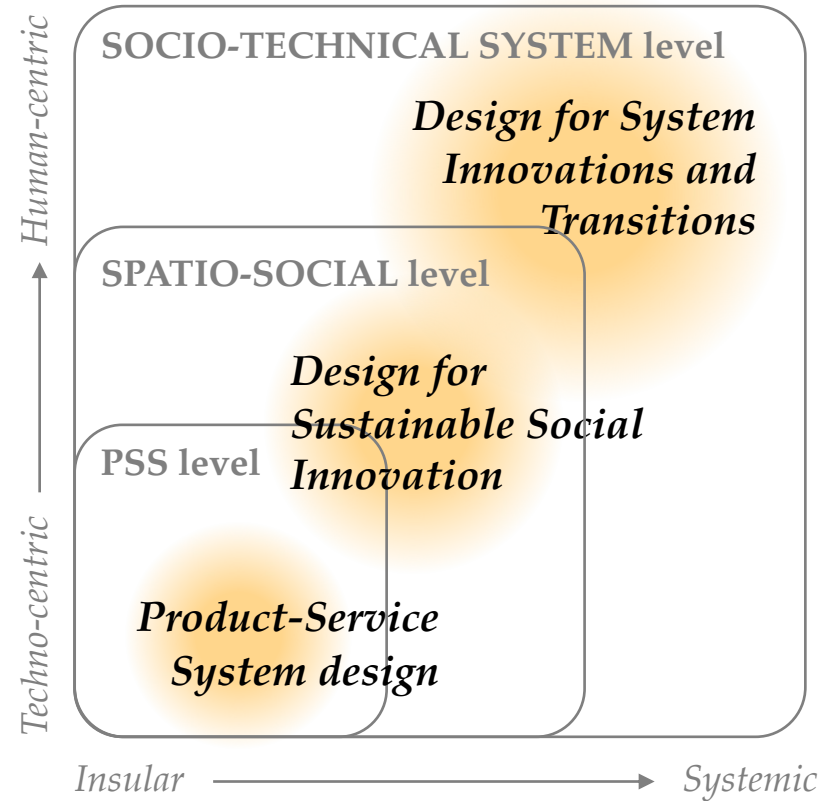 Human-centric
Techno-centric
SOCIO-TECHNICAL SYSTEM level
Design for System
Innovations and
Transitions
SPATIO-SOCIAL level
Design for
Sustainable Social
Innovation
PSS level
Product-Service
System design
Insular
Systemic